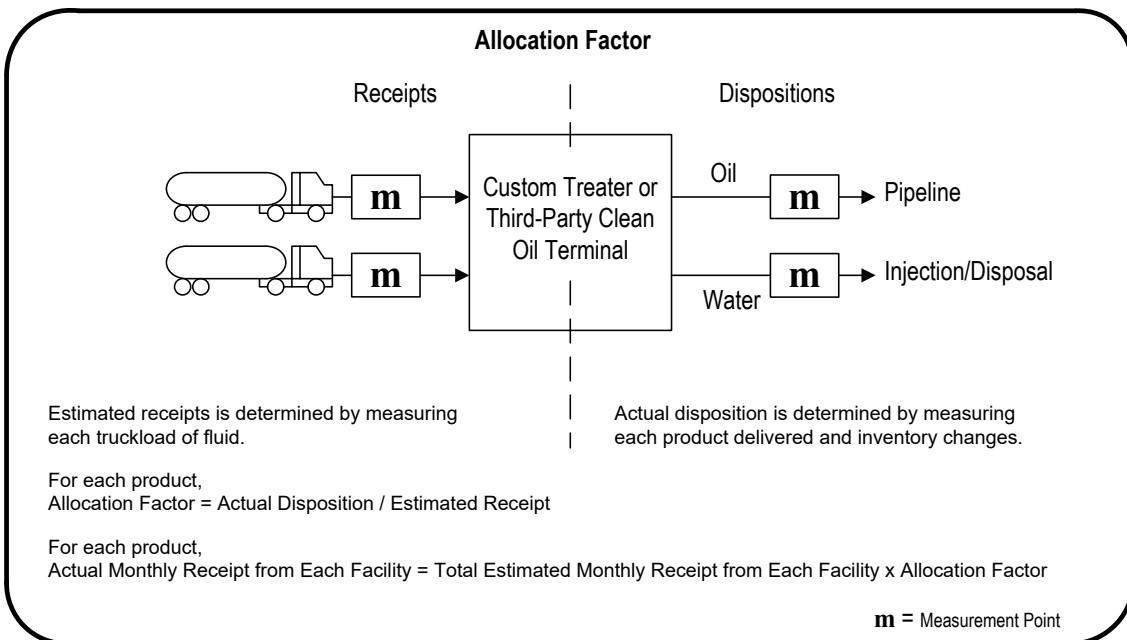 Allocation Factor
Receipts
Dispositions
m
m
Custom Treater or
Third-Party Clean
Oil Terminal
Oil
m
Pipeline
Water
m
Injection/Disposal
Estimated receipts is determined by measuring
each truckload of fluid.
Actual disposition is determined by measuring
each product delivered and inventory changes.
For each product,
Allocation Factor = Actual Disposition / Estimated Receipt
For each product,
Actual Monthly Receipt from Each Facility = Total Estimated Monthly Receipt from Each Facility x Allocation Factor
m = Measurement Point